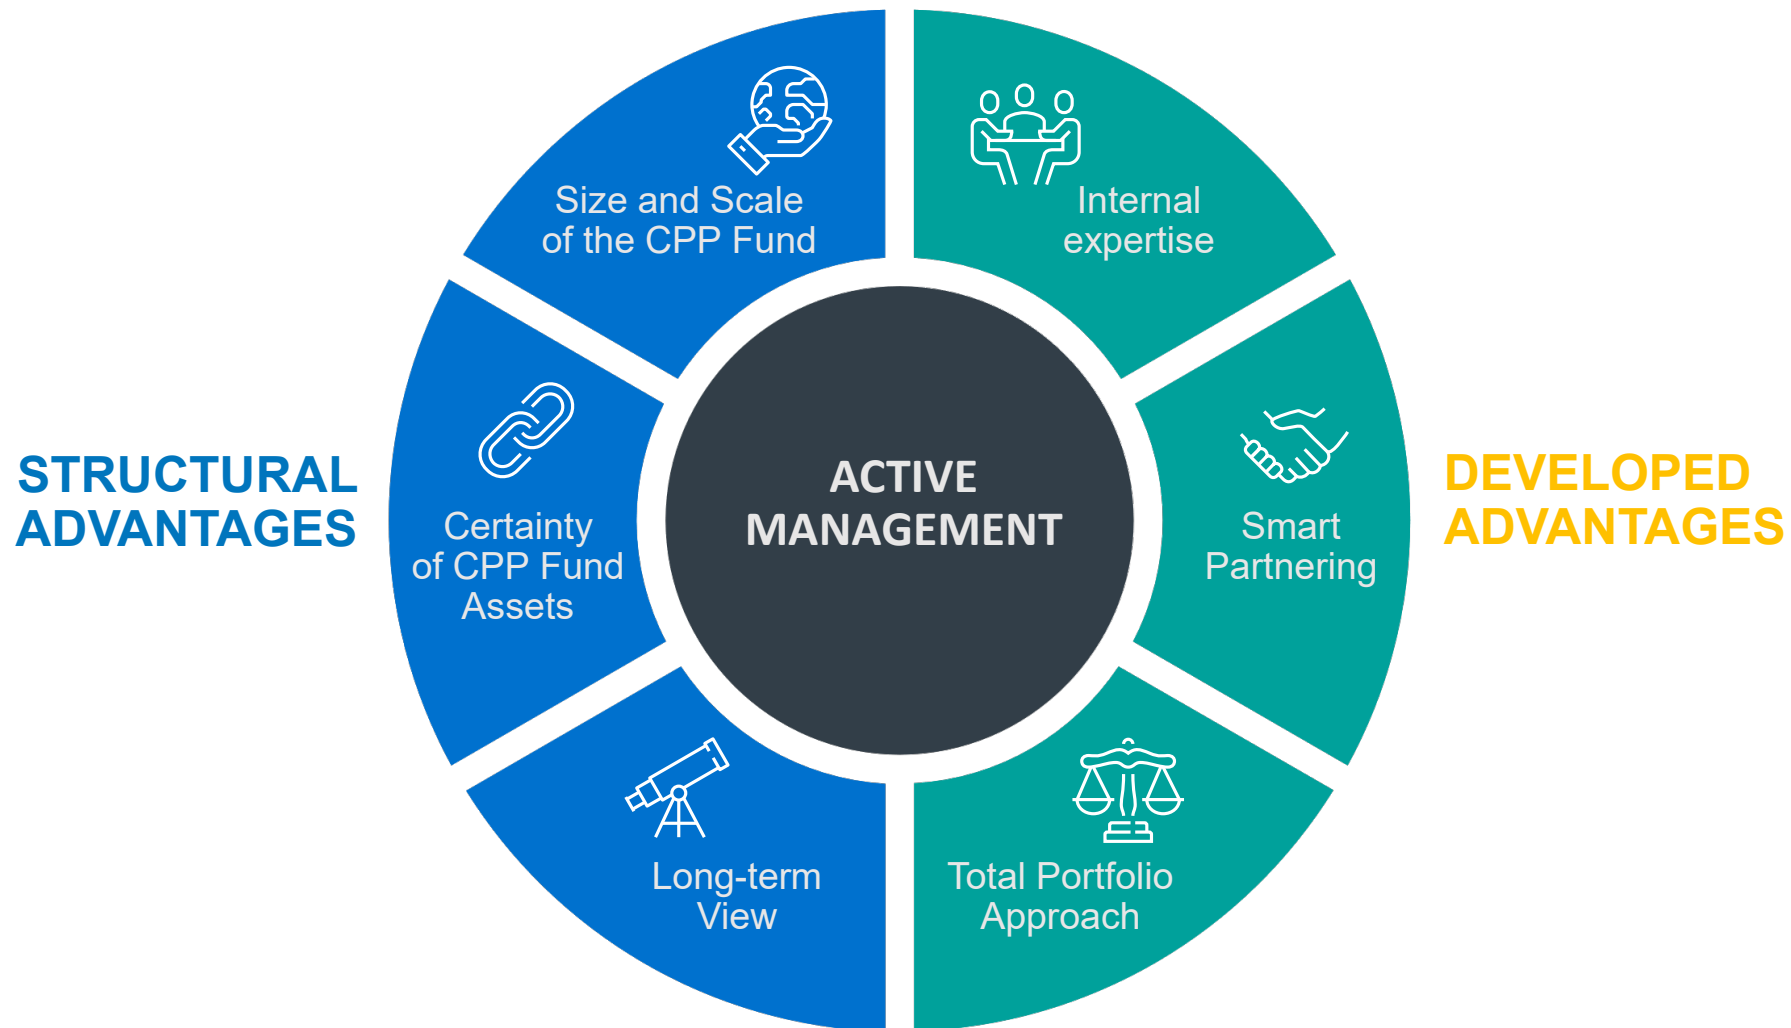 Size and Scale
of the CPP Fund
Internal
expertise
STRUCTURAL
ADVANTAGES
Certainty
of CPP Fund
Assets
ACTIVE
MANAGEMENT
Smart
Partnering
DEVELOPED
ADVANTAGES
Long-term
View
Total Portfolio
Approach